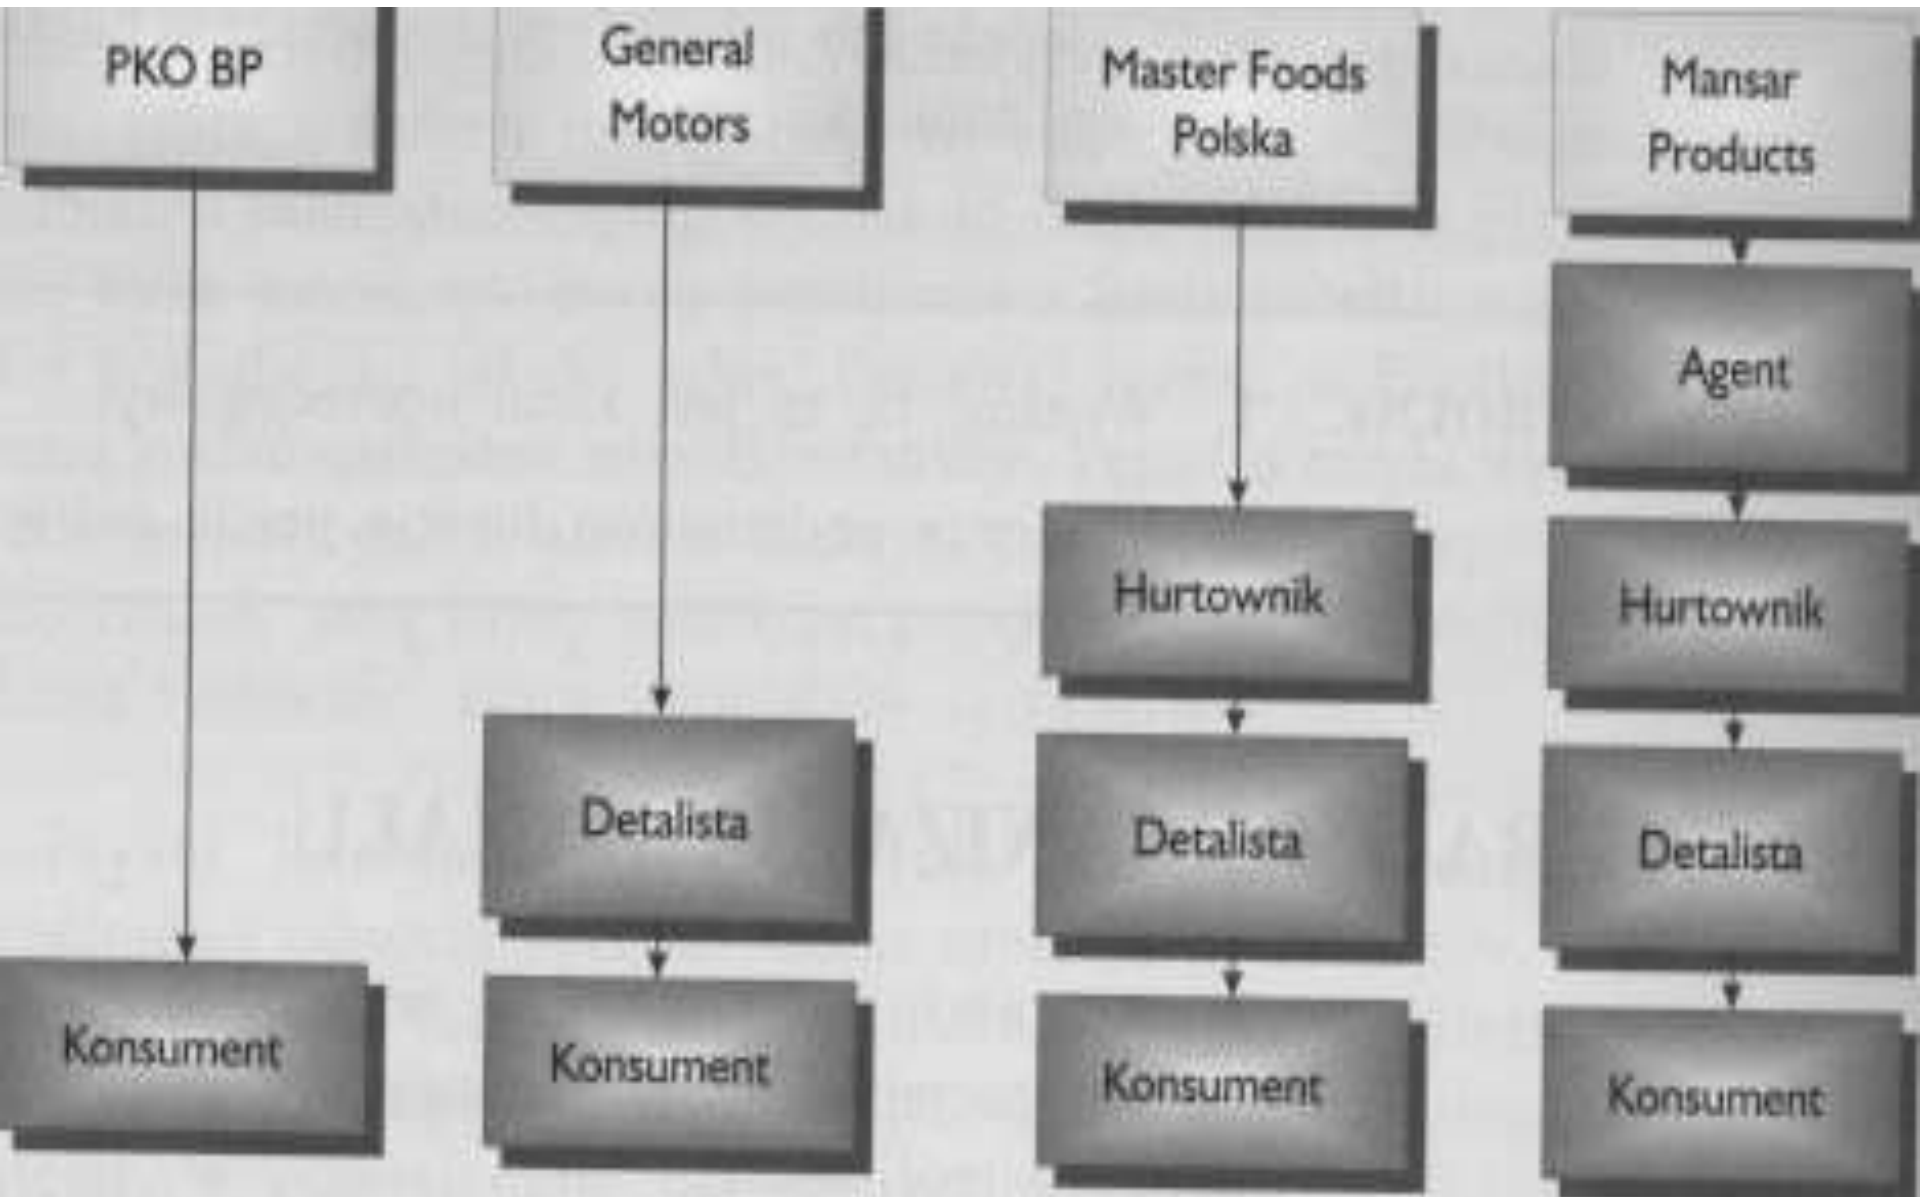 PKO BP
General
Motors
Master Foods
Polska
Mansar
Products
Agent
Hurtownik
Hurtownik
Detalista
Detalista
Detalista
Konsument
Konsument
Konsument
Konsument